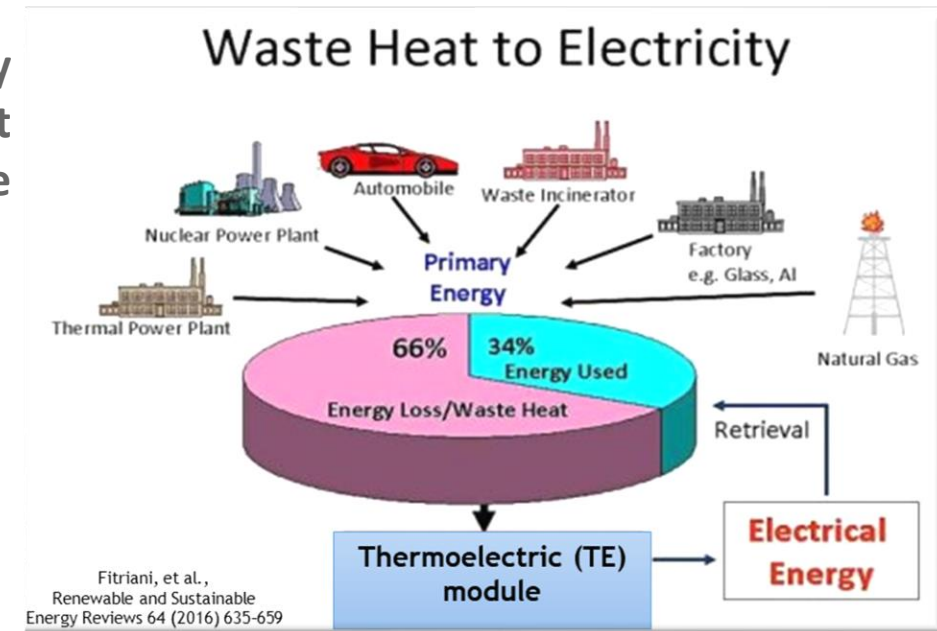 Waste Heat to Electricity
y
t
e
Automobile
Waste Incinerator
Nuclear Power Plant
Factory
e.g. Glass, Al
Primary
Energy
Thermal Power Plant
Natural Gas
66%
34%
Energy Used
Energy Loss/Waste Heat
Retrieval
Thermoelectric (TE)
module
Electrical
Energy
Fitriani, et al.,
Renewable and Sustainable
Energy Reviews 64 (2016) 635-659